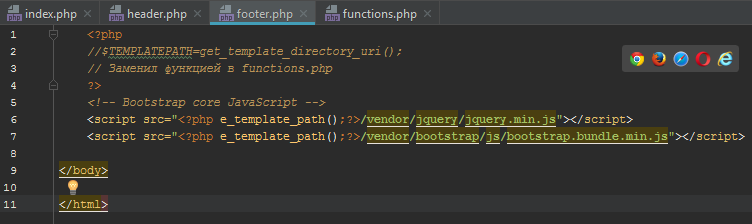 index.php header.php footer.php functions.php
1 <?php
2 //$TEMPLATEPATH=get_template_directory_uri();
3 // Заменил функцией в functions.php
4 ?>
5 <!-- Bootstrap core JavaScript -->
6 <script src="<?php e_template_path();?>/vendor/jquery/jquery.min.js"></script>
7 <script src="<?php e_template_path();?>/vendor/bootstrap/js/bootstrap.bundle.min.js"></script>
8
9 </body>
10
11 </html>